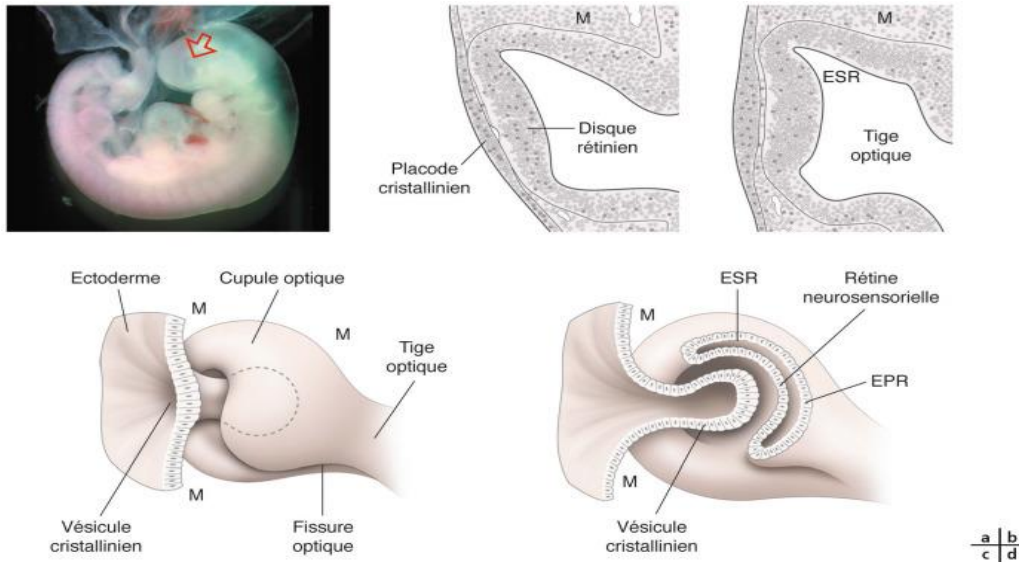 M
M
ESR
Disque
rétinien
Tige
optique
Placode
cristallinien
Ectoderme
Cupule optique
M
M
Tige
optique
M
Vésicule
cristallinien
Fissure
optique
ESR
Rétine
neurosensorielle
M
EPR
M
Vésicule
cristallinien
a b
c d